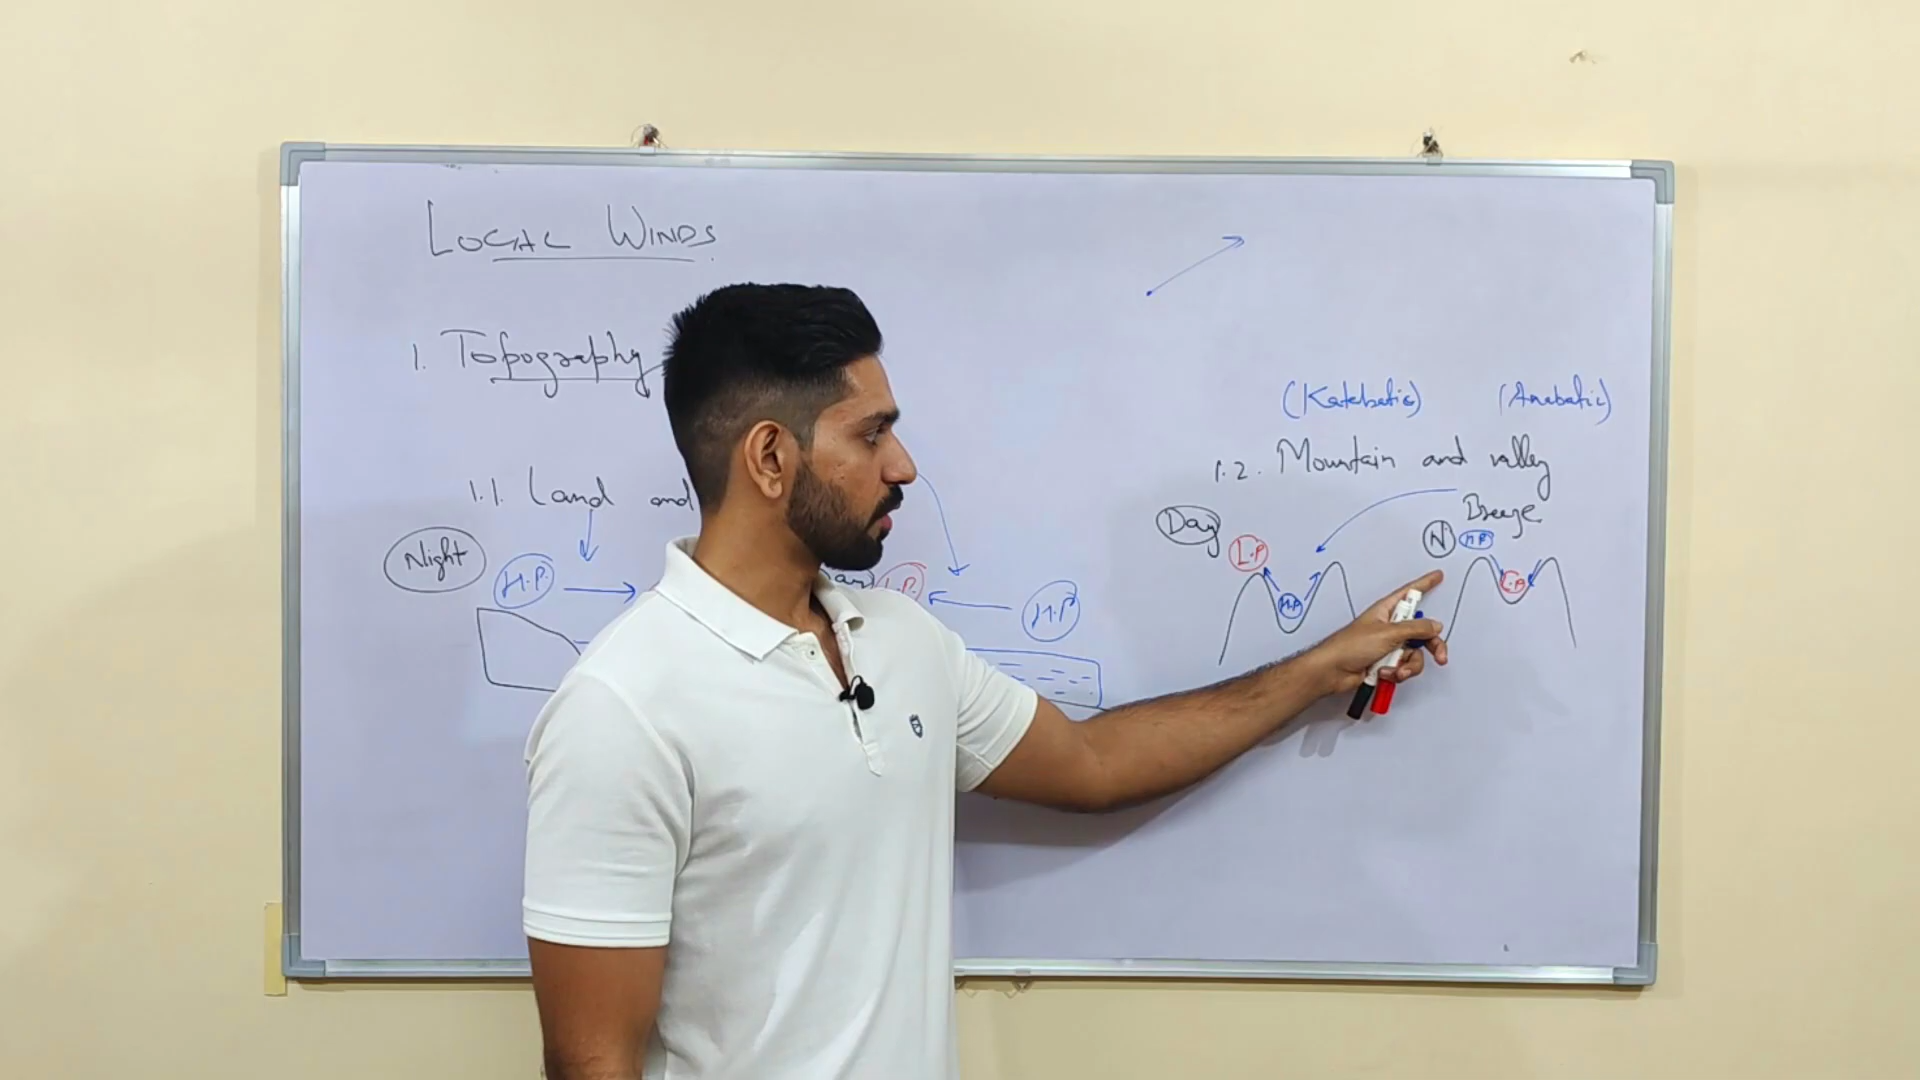 LOCAL WINDS
1. Topography
(Katebatic) (Anabatic)
1.2. Mountain and valley
Breeze
1.1. Land and
Night
H.P.
L.P.
H.P
Day
L.P
H.P
N
H.P
L.P